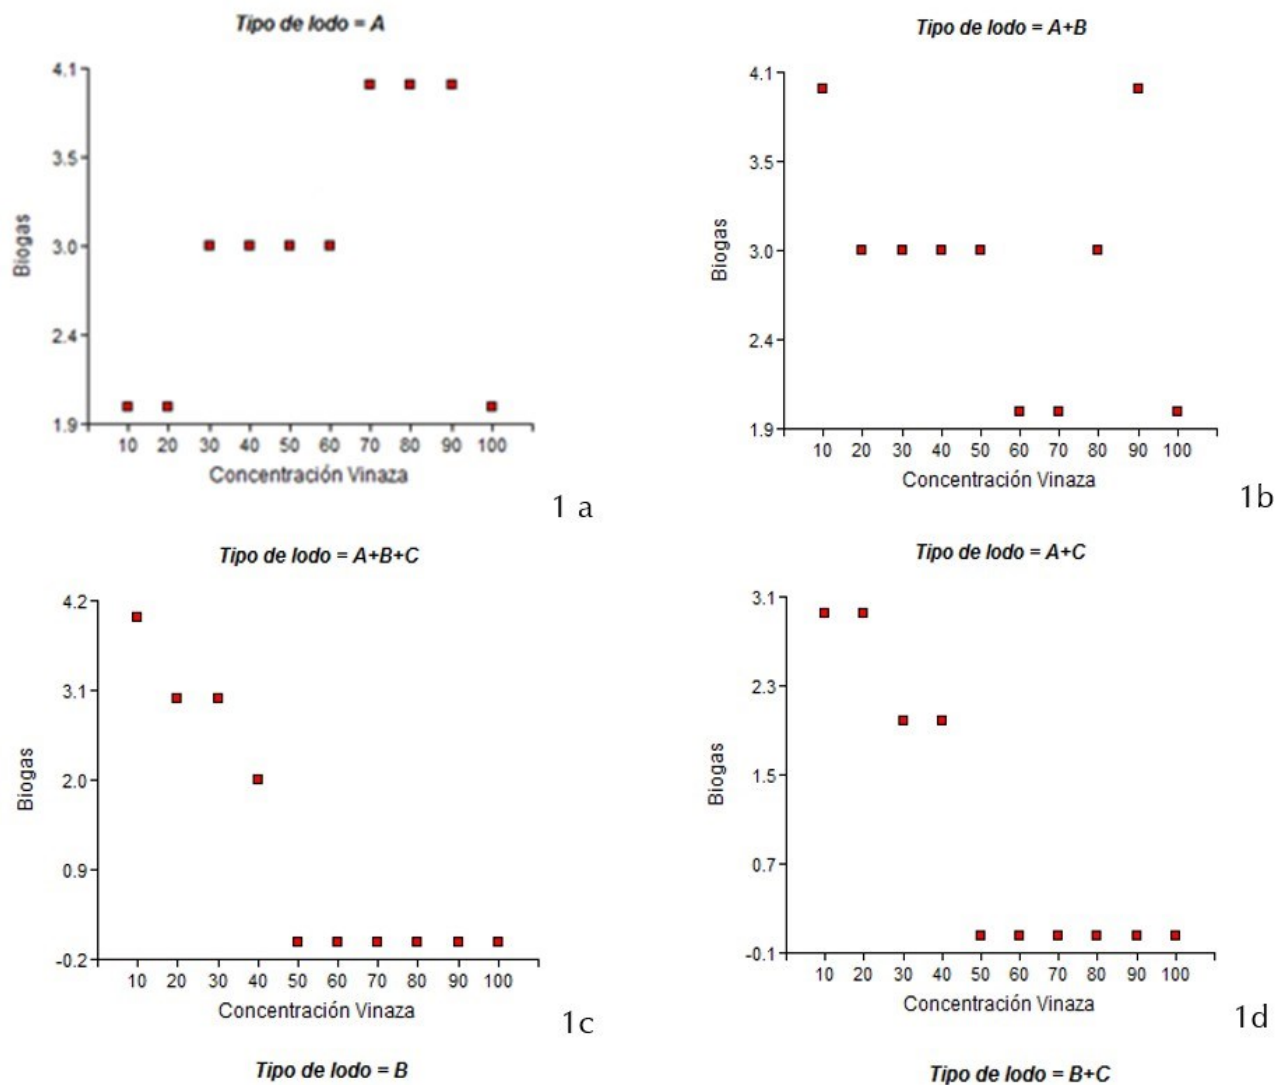 Tipo de lodo = A
4.1
3.5
3.0
2.4
1.9
Biogas
10 20 30 40 50 60 70 80 90 100
Concentración Vinaza
1 a
Tipo de lodo = A+B
4.1
3.5
3.0
2.4
1.9
Biogas
10 20 30 40 50 60 70 80 90 100
Concentración Vinaza
1b
Tipo de lodo = A+B+C
4.2
3.1
2.0
0.9
-0.2
Biogas
10 20 30 40 50 60 70 80 90 100
Concentración Vinaza
1c
Tipo de lodo = A+C
3.1
2.3
1.5
0.7
-0.1
Biogas
10 20 30 40 50 60 70 80 90 100
Concentración Vinaza
1d
Tipo de lodo = B
Tipo de lodo = B+C